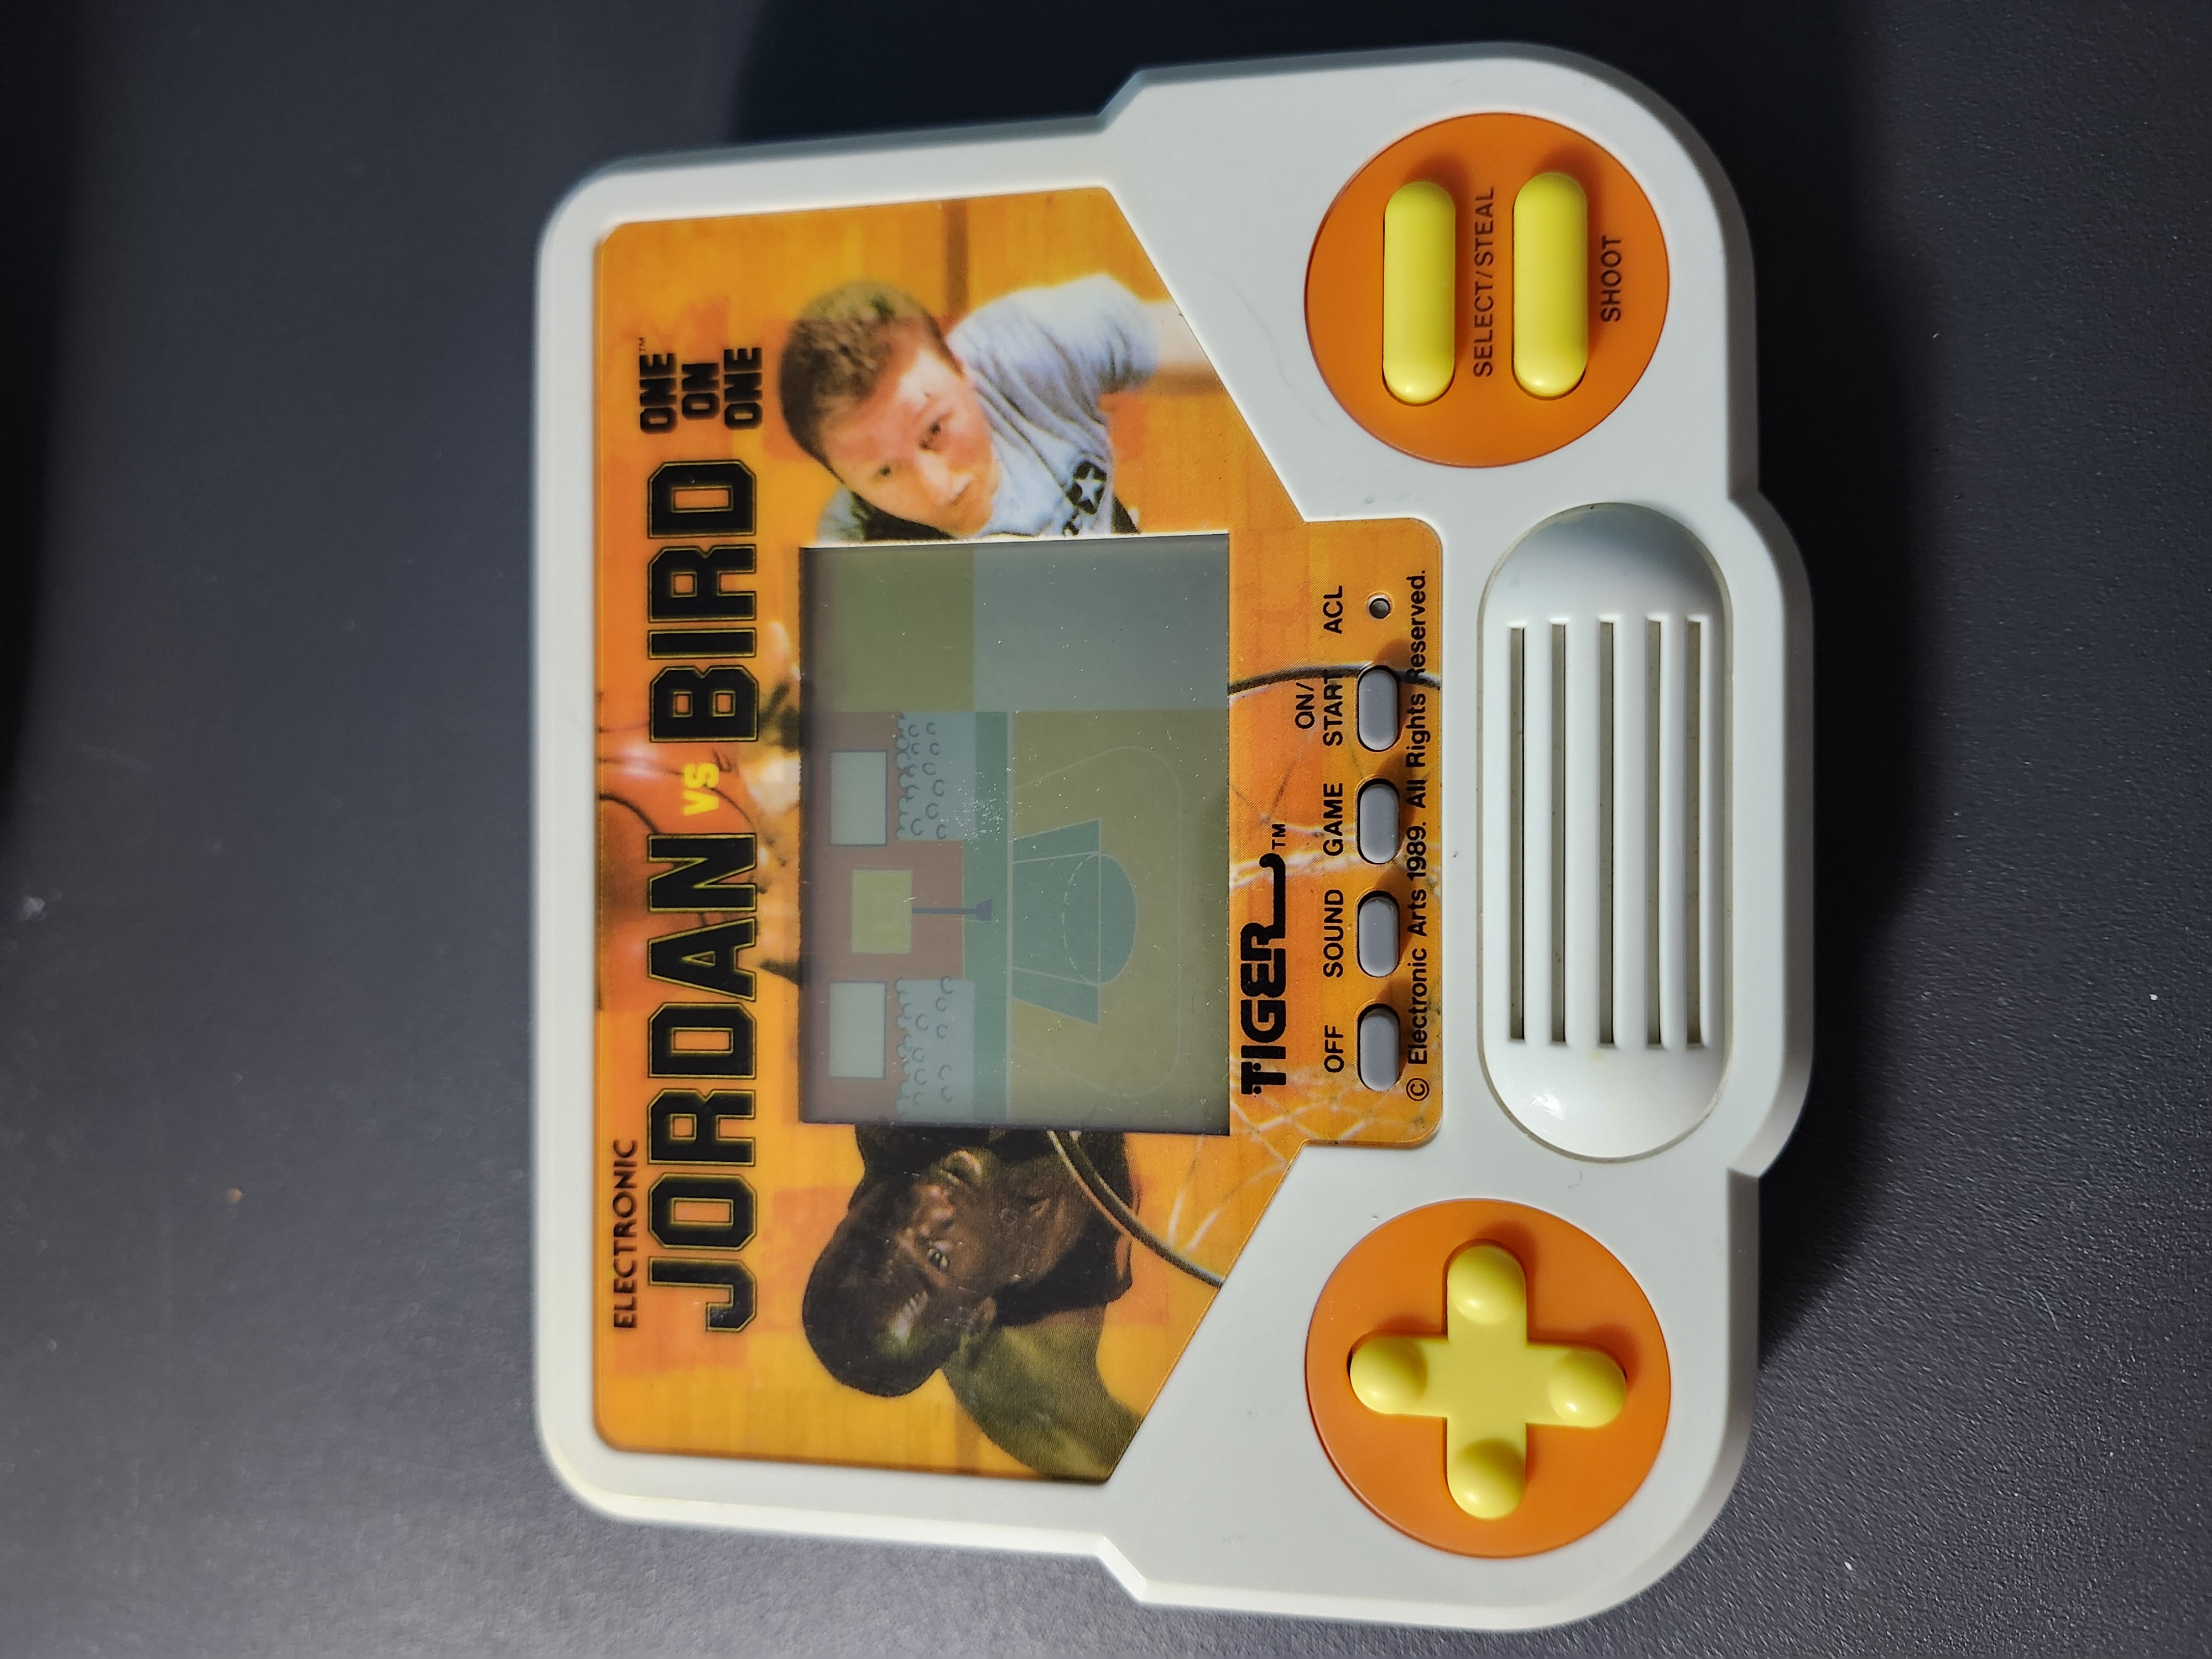 ELECTRONIC
JORDAN VS BIRD
ONE™
ON
ONE
TIGER™
OFF SOUND GAME ON/START ACL
© Electronic Arts 1989. All Rights Reserved.
SELECT/STEAL
SHOOT